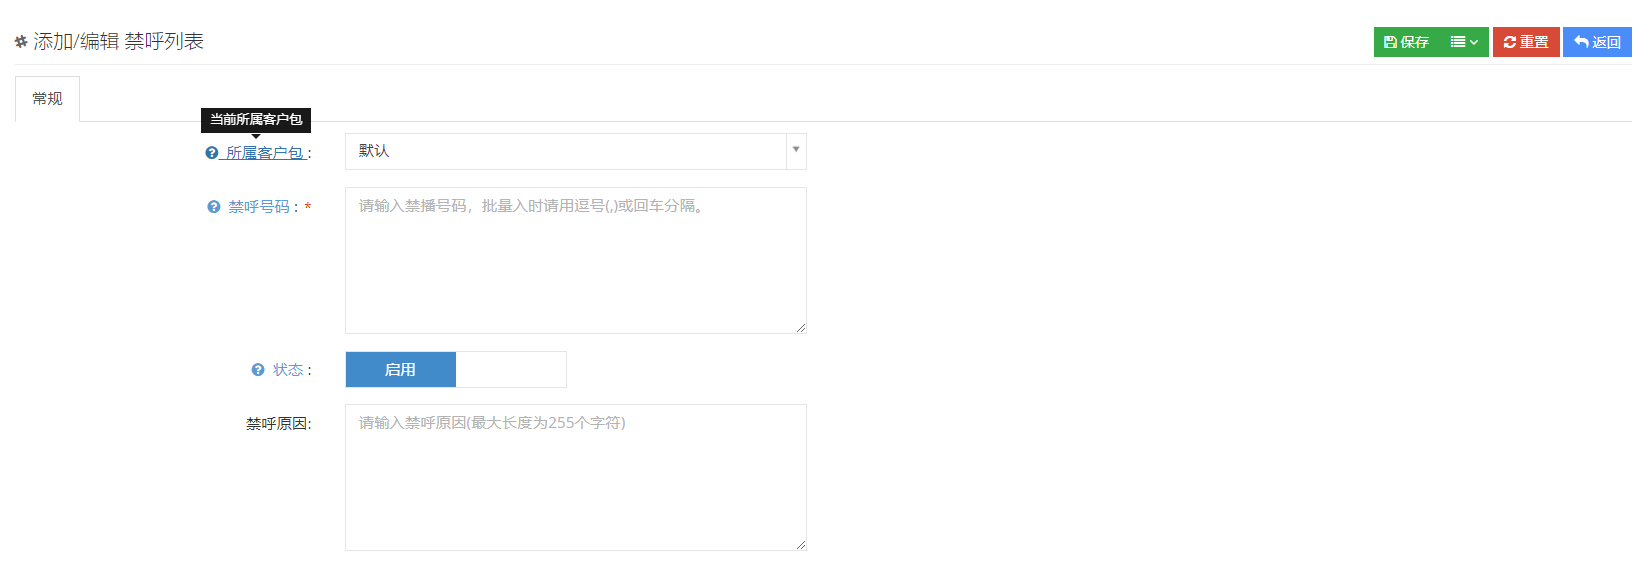 添加/编辑 禁呼列表
保存
重置
返回
常规
当前所属客户包
所属客户包 :
默认
禁呼号码 : *
请输入禁播号码，批量入时请用逗号(,)或回车分隔。
状态 :
启用
禁呼原因:
请输入禁呼原因(最大长度为255个字符)